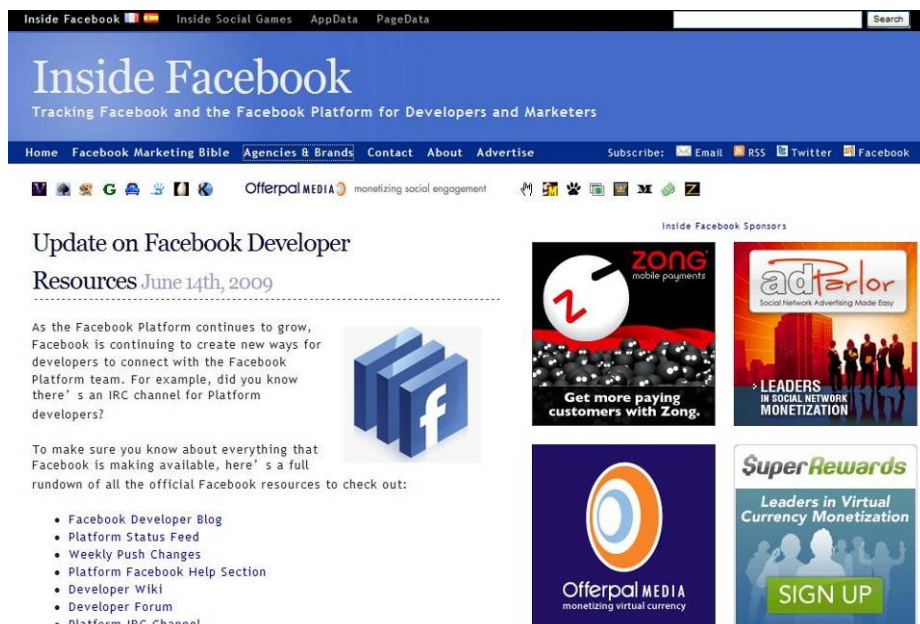 Inside Facebook Inside Social Games AppData PageData Search
Inside Facebook
Tracking Facebook and the Facebook Platform for Developers and Marketers
Home Facebook Marketing Bible Agencies & Brands Contact About Advertise Subscribe: Email RSS Twitter Facebook
Offerpal MEDIA monetizing social engagement
Update on Facebook Developer
Resources June 14th, 2009
As the Facebook Platform continues to grow,
Facebook is continuing to create new ways for
developers to connect with the Facebook
Platform team. For example, did you know
there's an IRC channel for Platform
developers?
To make sure you know about everything that
Facebook is making available, here's a full
rundown of all the official Facebook resources to check out:
Facebook Developer Blog
Platform Status Feed
Weekly Push Changes
Platform Facebook Help Section
Developer Wiki
Developer Forum
Platform IRC Channel
Inside Facebook Sponsors
ZONG
mobile payments
Z
Get more paying
customers with Zong.
adParlor
Social Network Advertising Made Easy
LEADERS
IN SOCIAL NETWORK
MONETIZATION
Offerpal MEDIA
monetizing virtual currency
$uperRewards
Leaders in Virtual
Currency Monetization
SIGN UP